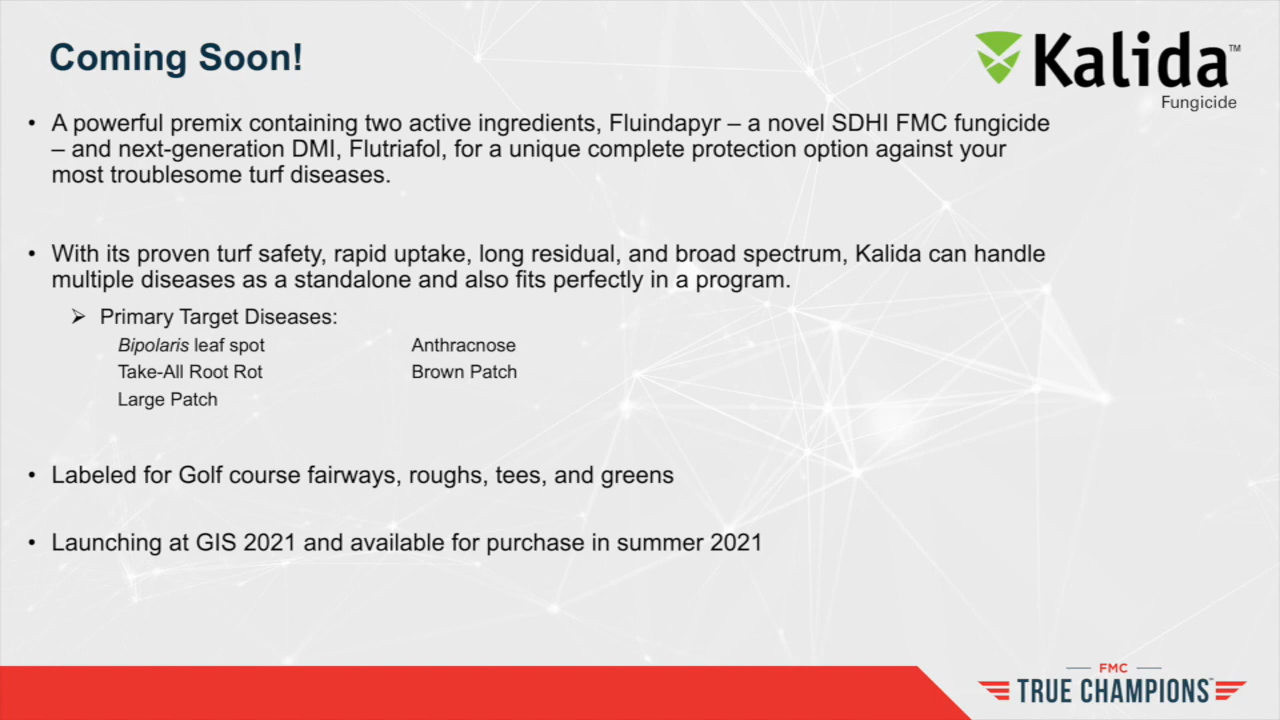 Coming Soon!
Kalida™
Fungicide
• A powerful premix containing two active ingredients, Fluindapyr – a novel SDHI FMC fungicide
– and next-generation DMI, Flutriafol, for a unique complete protection option against your
most troublesome turf diseases.
• With its proven turf safety, rapid uptake, long residual, and broad spectrum, Kalida can handle
multiple diseases as a standalone and also fits perfectly in a program.
➢ Primary Target Diseases:
Bipolaris leaf spot Anthracnose
Take-All Root Rot Brown Patch
Large Patch
• Labeled for Golf course fairways, roughs, tees, and greens
• Launching at GIS 2021 and available for purchase in summer 2021
FMC
TRUE CHAMPIONS™